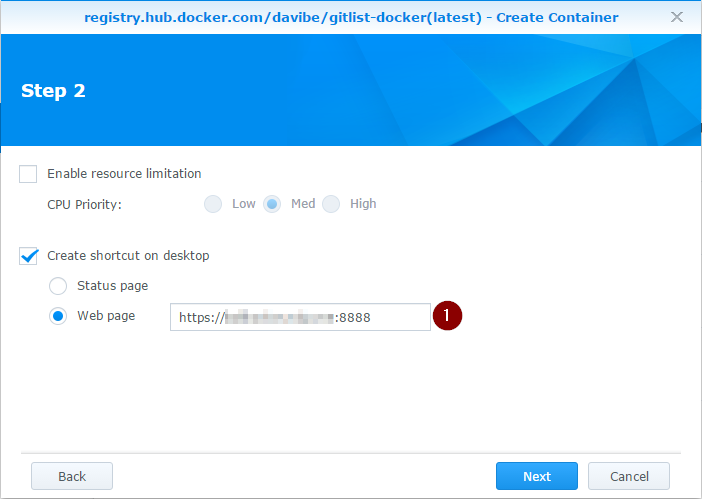 registry.hub.docker.com/davibe/gitlist-docker(latest) - Create Container
Step 2
Enable resource limitation
CPU Priority: Low Med High
Create shortcut on desktop
Status page
Web page https:// :8888 1
Back Next Cancel